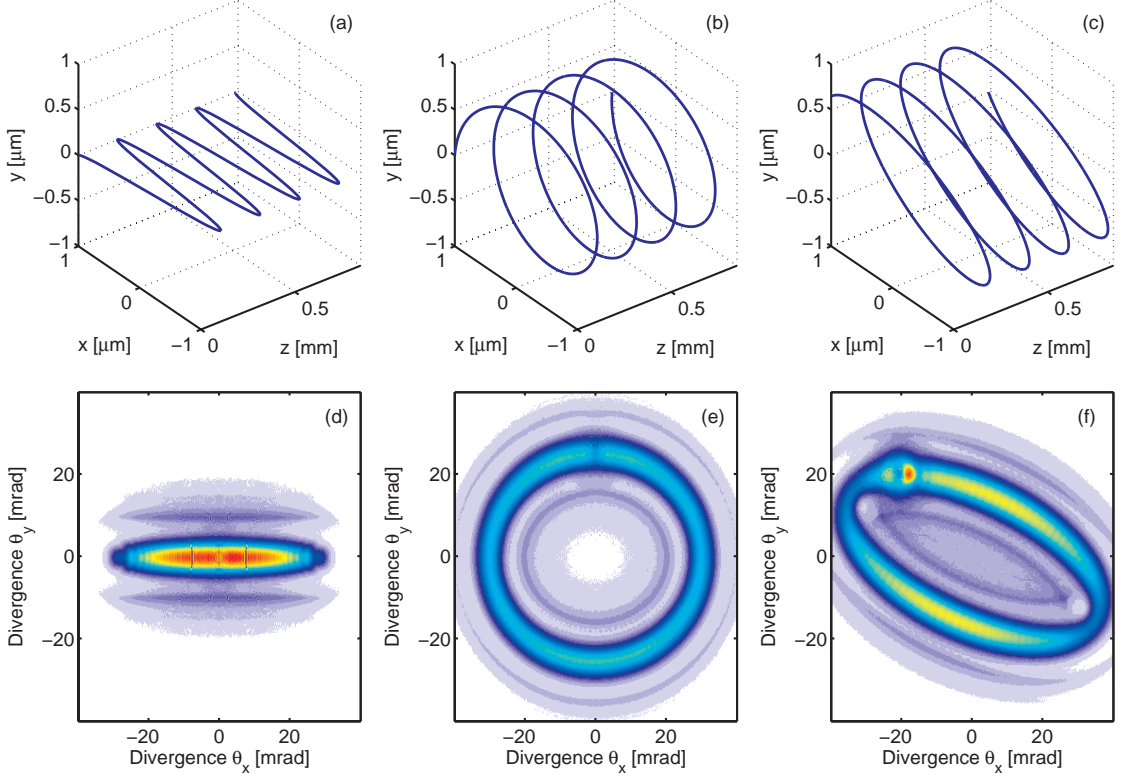 (a)
1
0.5
0
−0.5
−1
y [μm]
1
0
−1
x [μm]
0
0.5
z [mm]
(b)
1
0.5
0
−0.5
−1
y [μm]
1
0
−1
x [μm]
0
0.5
z [mm]
(c)
1
0.5
0
−0.5
−1
y [μm]
1
0
−1
x [μm]
0
0.5
z [mm]
(d)
20
0
−20
Divergence θy [mrad]
−20 0 20
Divergence θx [mrad]
(e)
20
0
−20
Divergence θy [mrad]
−20 0 20
Divergence θx [mrad]
(f)
20
0
−20
Divergence θy [mrad]
−20 0 20
Divergence θx [mrad]